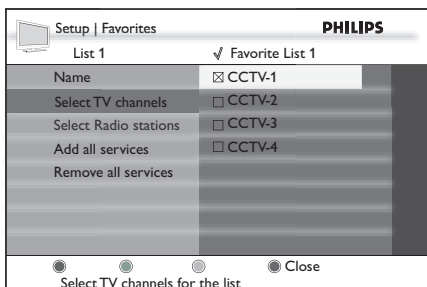 Setup | Favorites PHILIPS
List 1 √ Favorite List 1
Name ☒ CCTV-1
Select TV channels ☐ CCTV-2
Select Radio stations ☐ CCTV-3
Add all services ☐ CCTV-4
Remove all services
Close
Select TV channels for the list